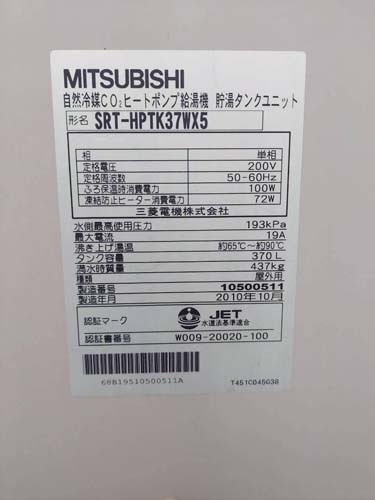 MITSUBISHI
自然冷媒CO₂ヒートポンプ給湯機 貯湯タンクユニット
形名 SRT-HPTK37WX5
相 単相
定格電圧 200V
定格周波数 50-60Hz
ふろ保温時消費電力 100W
凍結防止ヒーター消費電力 72W
三菱電機株式会社
水側最高使用圧力 193kPa
最大電流 19A
沸き上げ湯温 約65℃~約90℃
タンク容量 370L
満水時質量 437kg
種類 屋外用
製造番号 10500511
製造年月 2010年10月
認証マーク JET
水道法基準適合
認証書番号 W009-20020-100
68B19510500511A
T451CD45G38